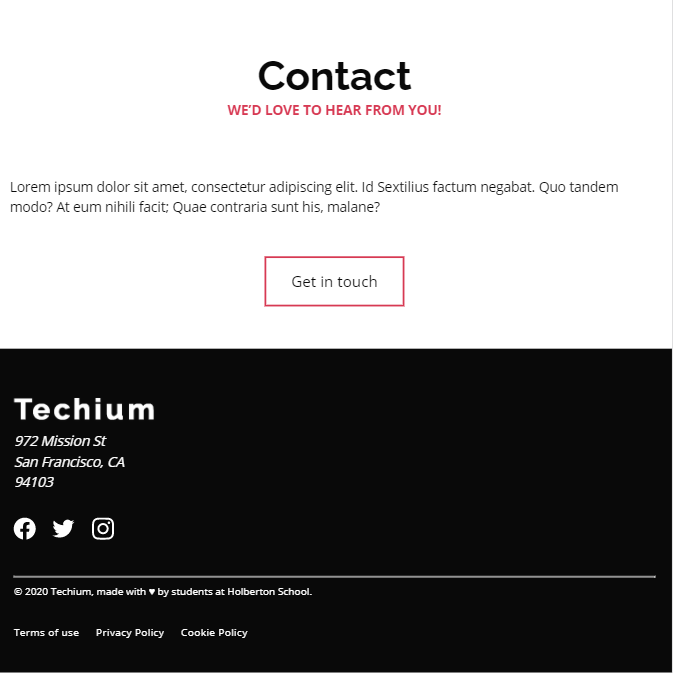 Contact
WE'D LOVE TO HEAR FROM YOU!
Lorem ipsum dolor sit amet, consectetur adipiscing elit. Id Sextilius factum negabat. Quo tandem
modo? At eum nihili facit; Quae contraria sunt his, malane?
Get in touch
Techium
972 Mission St
San Francisco, CA
94103
© 2020 Techium, made with ♥ by students at Holberton School.
Terms of use Privacy Policy Cookie Policy